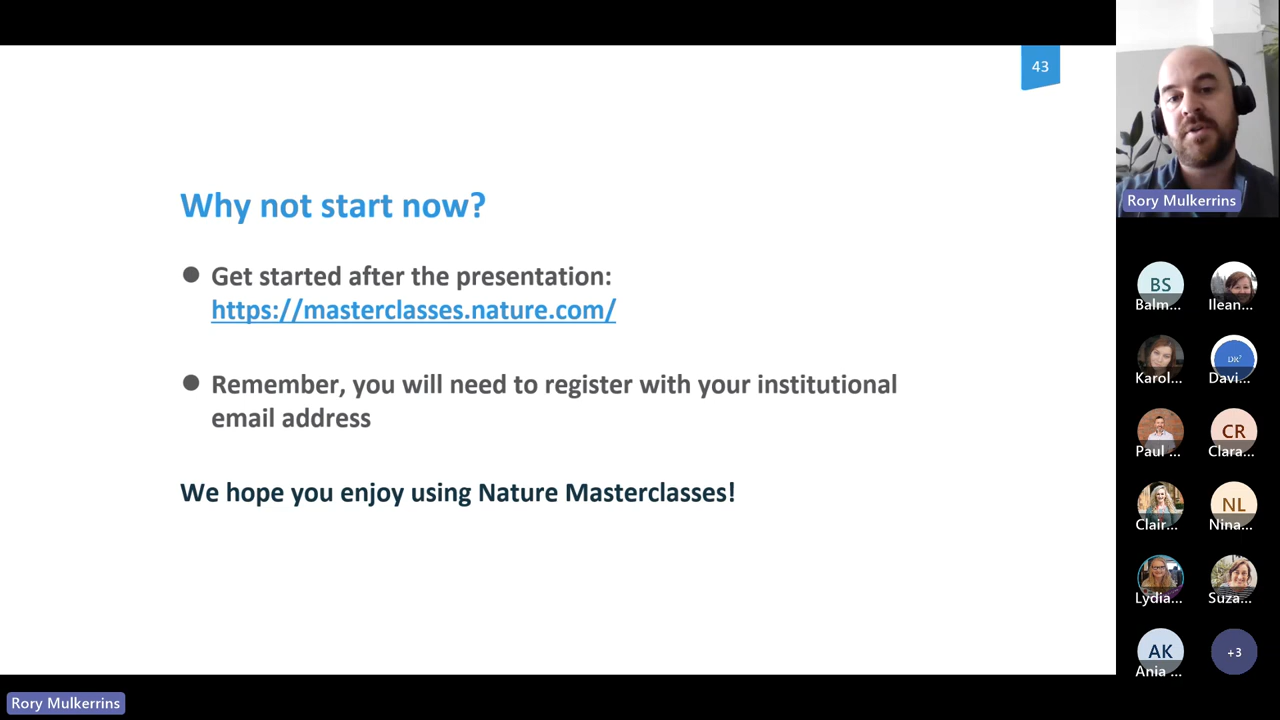 43
Why not start now?
● Get started after the presentation:
https://masterclasses.nature.com/
● Remember, you will need to register with your institutional
email address
We hope you enjoy using Nature Masterclasses!
Rory Mulkerrins
BS
Balm...
Ilean...
Karol...
DR
Davi...
Paul ...
CR
Clara...
Clair...
NL
Nina...
Lydia...
Suza...
AK
Ania ...
+3
Rory Mulkerrins